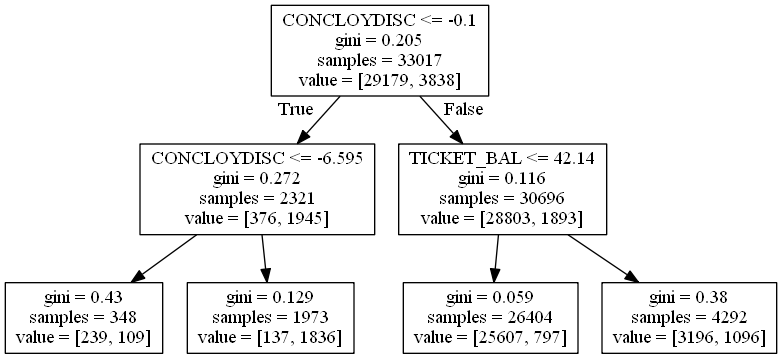 CONCLOYDISC <= -0.1
gini = 0.205
samples = 33017
value = [29179, 3838]
True
False
CONCLOYDISC <= -6.595
gini = 0.272
samples = 2321
value = [376, 1945]
TICKET_BAL <= 42.14
gini = 0.116
samples = 30696
value = [28803, 1893]
gini = 0.43
samples = 348
value = [239, 109]
gini = 0.129
samples = 1973
value = [137, 1836]
gini = 0.059
samples = 26404
value = [25607, 797]
gini = 0.38
samples = 4292
value = [3196, 1096]